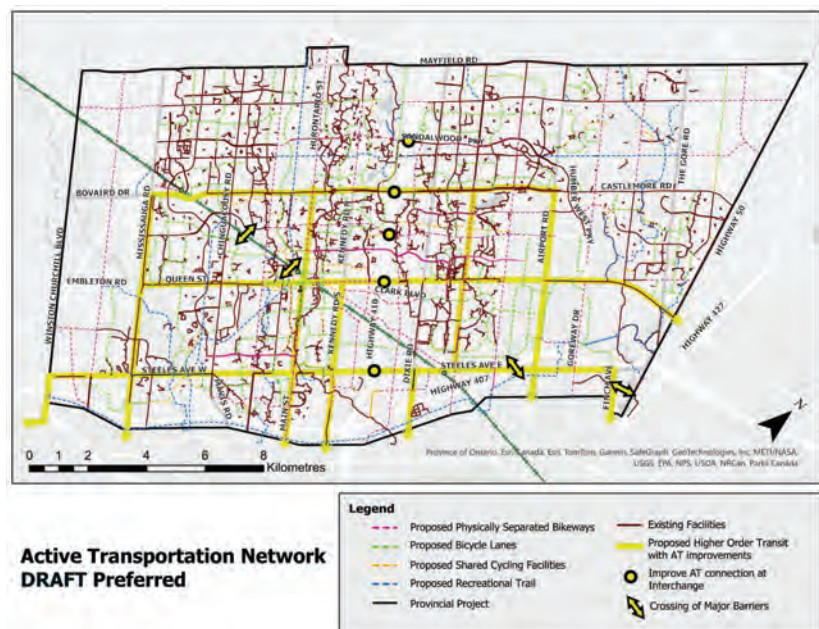 MAYFIELD RD
HURONTARIO ST
SANDALWOOD PKY
THE GORE RD
BOVAIRD DR
MISSISSAUGA RD
CHINGUACOUSY RD
KENNEDY RD N
HUMBER WEST PKY
CASTLEMORE RD
AIRPORT RD
HIGHWAY 50
WINSTON CHURCHILL BLVD
EMBLETON RD
QUEEN ST
CLARK BLVD
KENNEDY RD S
HIGHWAY 410
DIXIE RD
GOREWAY DR
HIGHWAY 427
STEELES AVE W
MAVIS RD
MAIN ST
STEELES AVE E
HIGHWAY 407
FINCH AVE
N
0 1 2 4 6 8
Kilometres
Province of Ontario, Esri Canada, Esri, TomTom, Garmin, SafeGraph, GeoTechnologies, Inc, METI/NASA,
USGS, EPA, NPS, USDA, NRCan, Parks Canada
Active Transportation Network
DRAFT Preferred
Legend
Proposed Physically Separated Bikeways
Proposed Bicycle Lanes
Proposed Shared Cycling Facilities
Proposed Recreational Trail
Provincial Project
Existing Facilities
Proposed Higher Order Transit
with AT improvements
Improve AT connection at
Interchange
Crossing of Major Barriers